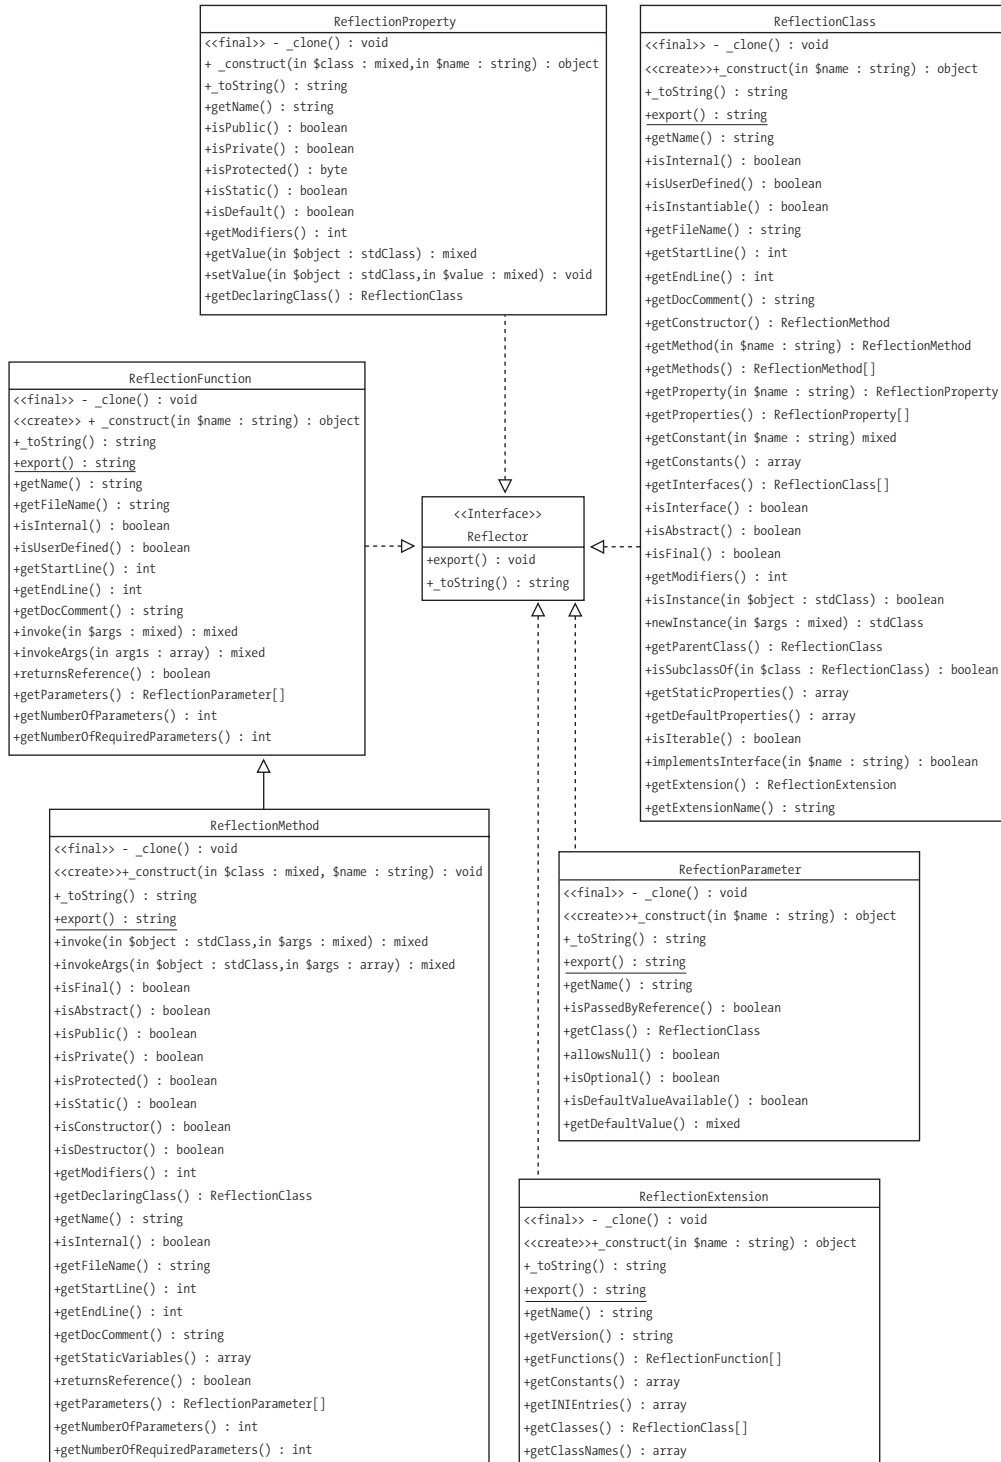 ReflectionProperty
<<final>> - _clone() : void
+ _construct(in $class : mixed,in $name : string) : object
+_toString() : string
+getName() : string
+isPublic() : boolean
+isPrivate() : boolean
+isProtected() : byte
+isStatic() : boolean
+isDefault() : boolean
+getModifiers() : int
+getValue(in $object : stdClass) : mixed
+setValue(in $object : stdClass,in $value : mixed) : void
+getDeclaringClass() : ReflectionClass
ReflectionClass
<<final>> - _clone() : void
<<create>>+_construct(in $name : string) : object
+_toString() : string
+export() : string
+getName() : string
+isInternal() : boolean
+isUserDefined() : boolean
+isInstantiable() : boolean
+getFileName() : string
+getStartLine() : int
+getEndLine() : int
+getDocComment() : string
+getConstructor() : ReflectionMethod
+getMethod(in $name : string) : ReflectionMethod
+getMethods() : ReflectionMethod[]
+getProperty(in $name : string) : ReflectionProperty
+getProperties() : ReflectionProperty[]
+getConstant(in $name : string) mixed
+getConstants() : array
+getInterfaces() : ReflectionClass[]
+isInterface() : boolean
+isAbstract() : boolean
+isFinal() : boolean
+getModifiers() : int
+isInstance(in $object : stdClass) : boolean
+newInstance(in $args : mixed) : stdClass
+getParentClass() : ReflectionClass
+isSubclassOf(in $class : ReflectionClass) : boolean
+getStaticProperties() : array
+getDefaultProperties() : array
+isIterable() : boolean
+implementsInterface(in $name : string) : boolean
+getExtension() : ReflectionExtension
+getExtensionName() : string
ReflectionFunction
<<final>> - _clone() : void
<<create>> + _construct(in $name : string) : object
+_toString() : string
+export() : string
+getName() : string
+getFileName() : string
+isInternal() : boolean
+isUserDefined() : boolean
+getStartLine() : int
+getEndLine() : int
+getDocComment() : string
+invoke(in $args : mixed) : mixed
+invokeArgs(in arg1s : array) : mixed
+returnsReference() : boolean
+getParameters() : ReflectionParameter[]
+getNumberOfParameters() : int
+getNumberOfRequiredParameters() : int
<<Interface>>
Reflector
+export() : void
+_toString() : string
ReflectionMethod
<<final>> - _clone() : void
<<create>>+_construct(in $class : mixed, $name : string) : void
+_toString() : string
+export() : string
+invoke(in $object : stdClass,in $args : mixed) : mixed
+invokeArgs(in $object : stdClass,in $args : array) : mixed
+isFinal() : boolean
+isAbstract() : boolean
+isPublic() : boolean
+isPrivate() : boolean
+isProtected() : boolean
+isStatic() : boolean
+isConstructor() : boolean
+isDestructor() : boolean
+getModifiers() : int
+getDeclaringClass() : ReflectionClass
+getName() : string
+isInternal() : boolean
+getFileName() : string
+getStartLine() : int
+getEndLine() : int
+getDocComment() : string
+getStaticVariables() : array
+returnsReference() : boolean
+getParameters() : ReflectionParameter[]
+getNumberOfParameters() : int
+getNumberOfRequiredParameters() : int
RefectionParameter
<<final>> - _clone() : void
<<create>>+_construct(in $name : string) : object
+_toString() : string
+export() : string
+getName() : string
+isPassedByReference() : boolean
+getClass() : ReflectionClass
+allowsNull() : boolean
+isOptional() : boolean
+isDefaultValueAvailable() : boolean
+getDefaultValue() : mixed
ReflectionExtension
<<final>> - _clone() : void
<<create>>+_construct(in $name : string) : object
+_toString() : string
+export() : string
+getName() : string
+getVersion() : string
+getFunctions() : ReflectionFunction[]
+getConstants() : array
+getINIEntries() : array
+getClasses() : ReflectionClass[]
+getClassNames() : array